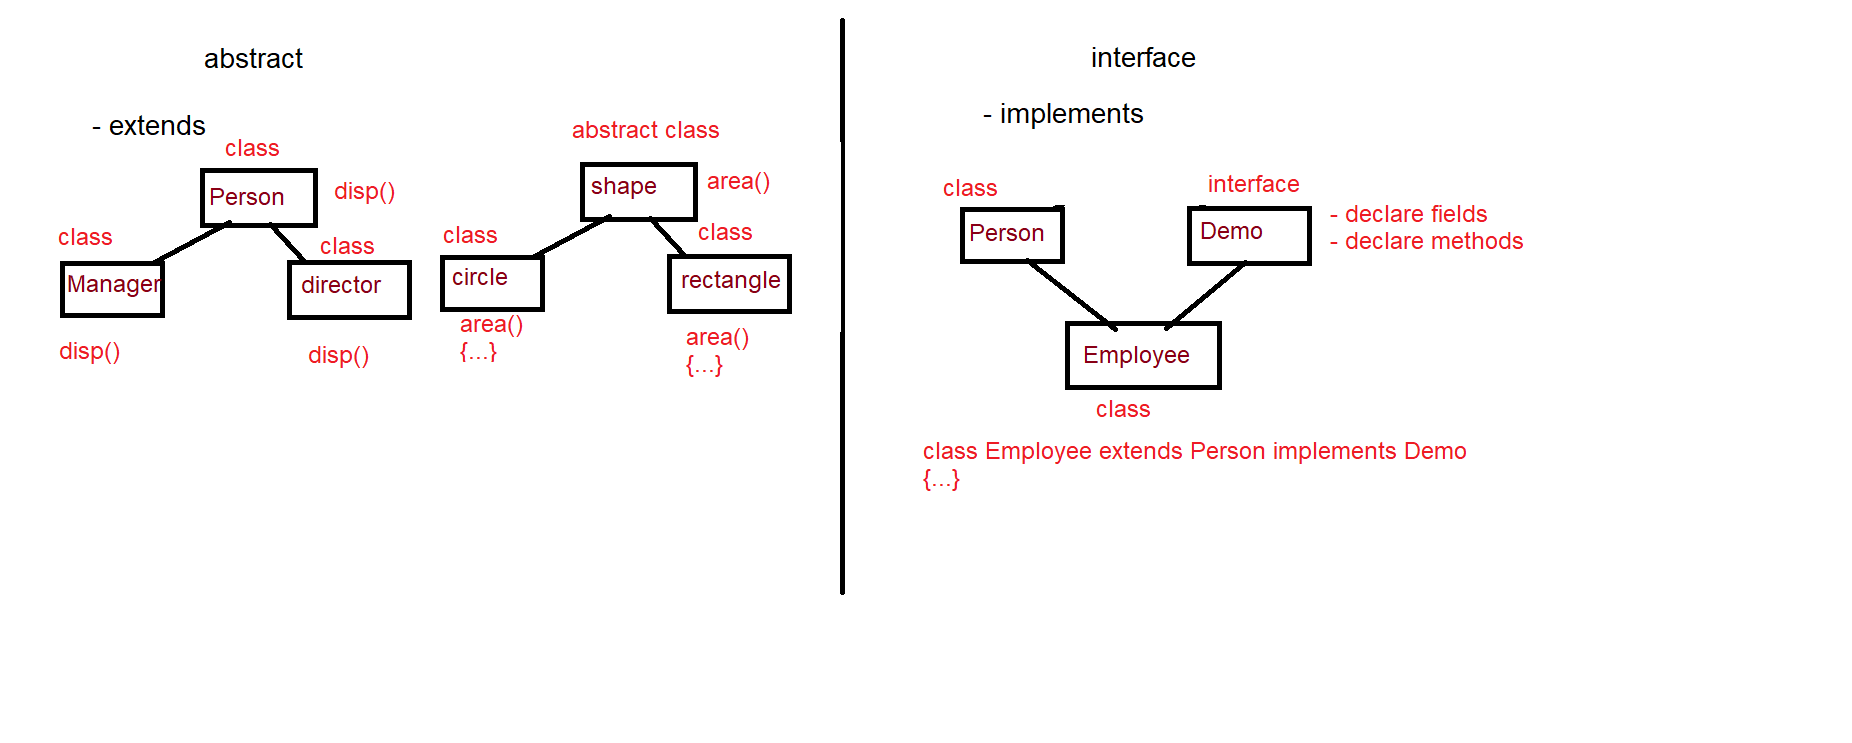 abstract
- extends
class
Person
disp()
class
Manager
disp()
class
director
disp()
abstract class
shape
area()
class
circle
area()
{...}
class
rectangle
area()
{...}
interface
- implements
class
Person
interface
Demo
- declare fields
- declare methods
Employee
class
class Employee extends Person implements Demo
{...}